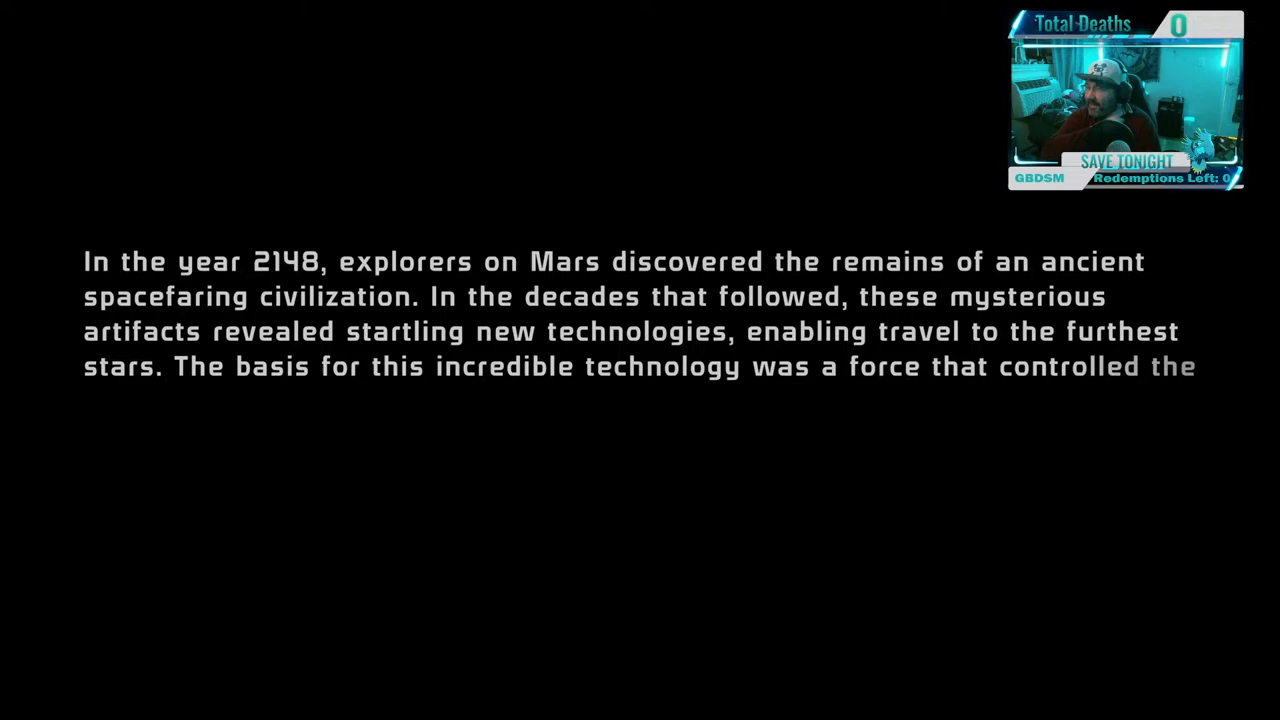 Total Deaths 0
SAVE TONIGHT
GBDSM Redemptions Left: 0
In the year 2148, explorers on Mars discovered the remains of an ancient
spacefaring civilization. In the decades that followed, these mysterious
artifacts revealed startling new technologies, enabling travel to the furthest
stars. The basis for this incredible technology was a force that controlled the